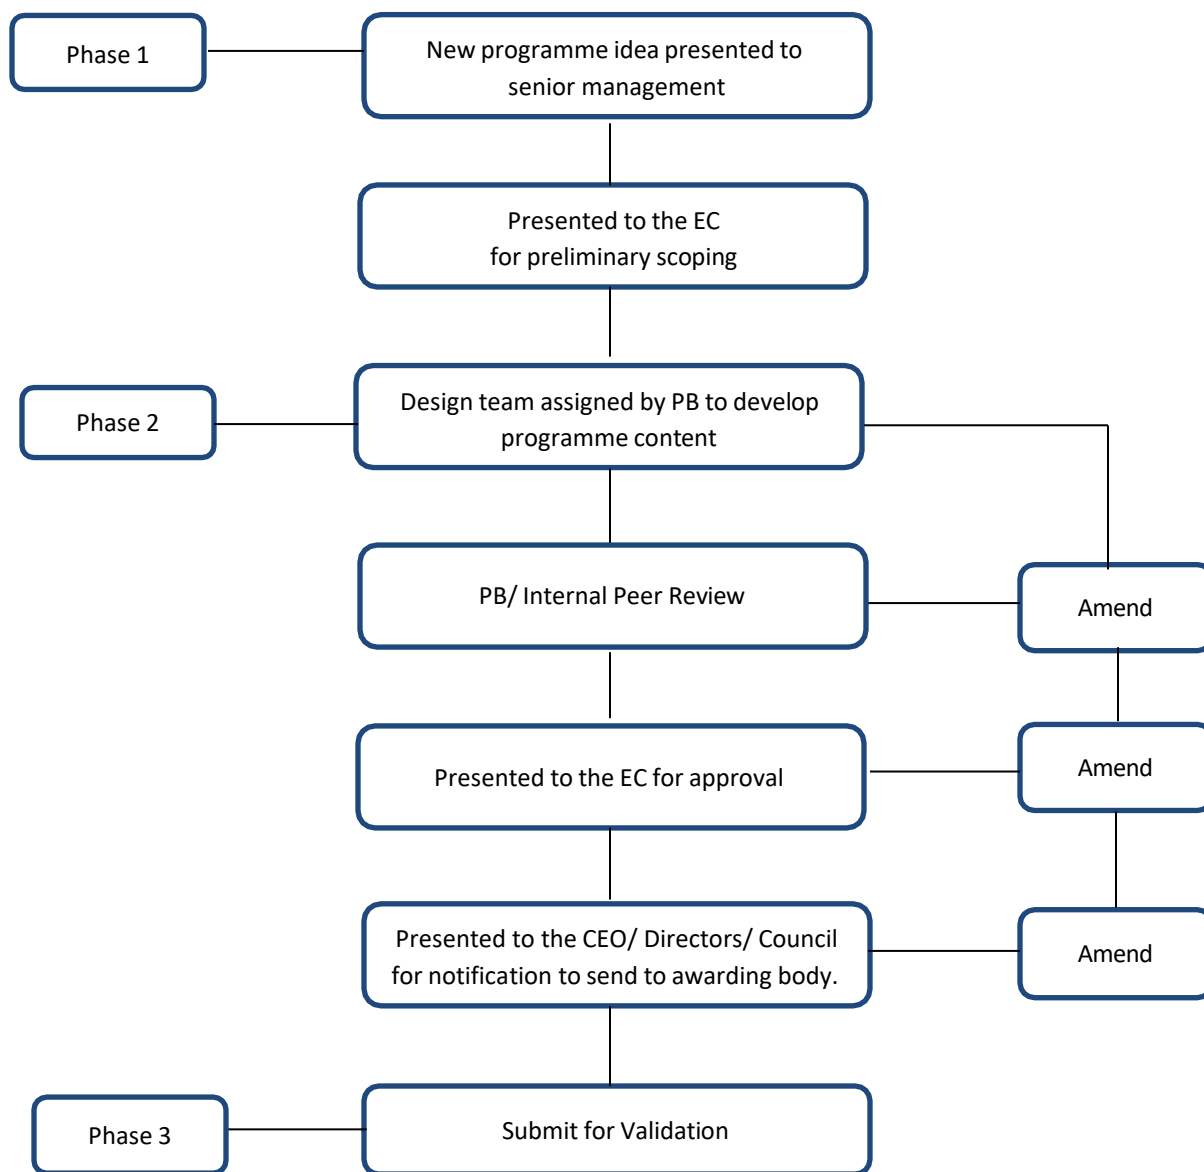 Phase 1
New programme idea presented to
senior management
Presented to the EC
for preliminary scoping
Phase 2
Design team assigned by PB to develop
programme content
PB/ Internal Peer Review
Amend
Presented to the EC for approval
Amend
Presented to the CEO/ Directors/ Council
for notification to send to awarding body.
Amend
Phase 3
Submit for Validation